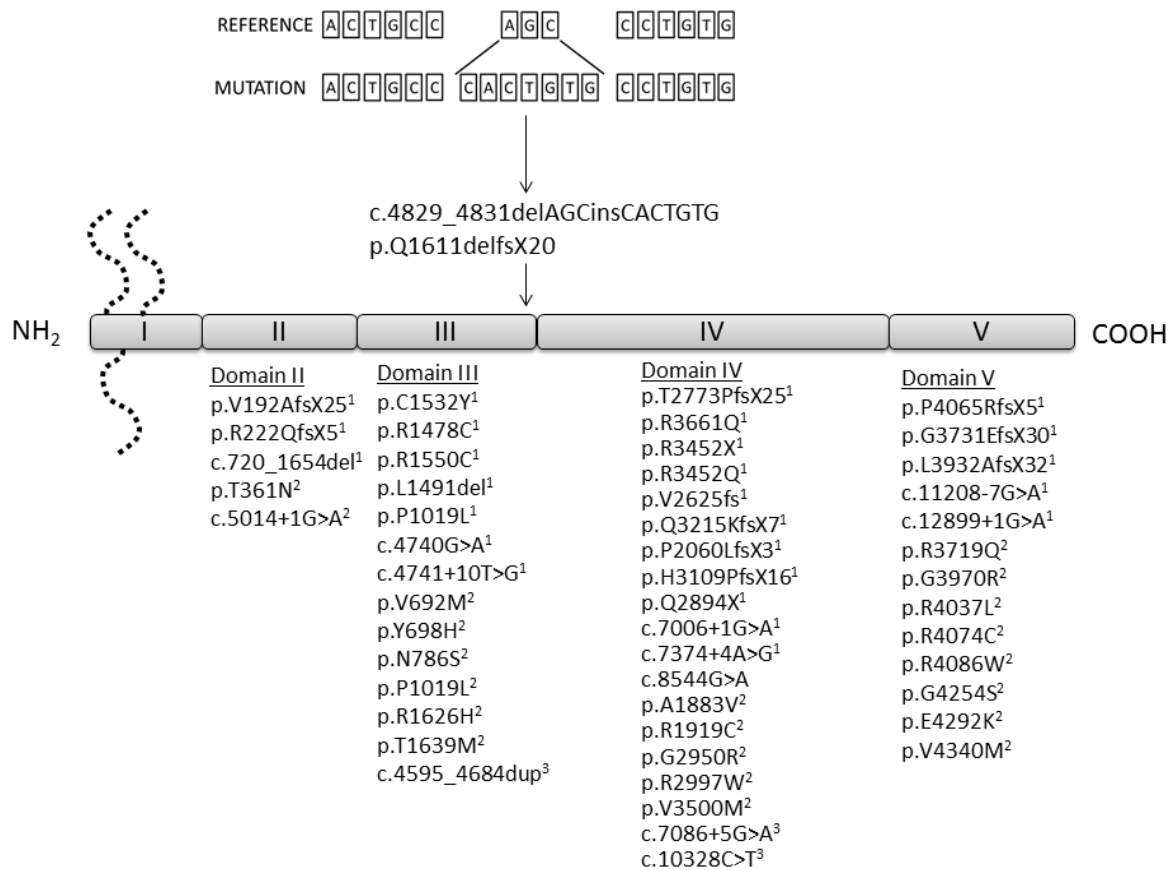 REFERENCE A C T G C C A G C C C T G T G
MUTATION A C T G C C C A C T G T G C C T G T G
c.4829_4831delAGCinsCACTGTG
p.Q1611delfsX20
NH₂ I II III IV V COOH
Domain II
p.V192AfsX25¹
p.R222QfsX5¹
c.720_1654del¹
p.T361N²
c.5014+1G>A²
Domain III
p.C1532Y¹
p.R1478C¹
p.R1550C¹
p.L1491del¹
p.P1019L¹
c.4740G>A¹
c.4741+10T>G¹
p.V692M²
p.Y698H²
p.N786S²
p.P1019L²
p.R1626H²
p.T1639M²
c.4595_4684dup³
Domain IV
p.T2773PfsX25¹
p.R3661Q¹
p.R3452X¹
p.R3452Q¹
p.V2625fs¹
p.Q3215KfsX7¹
p.P2060LfsX3¹
p.H3109PfsX16¹
p.Q2894X¹
c.7006+1G>A¹
c.7374+4A>G¹
c.8544G>A
p.A1883V²
p.R1919C²
p.G2950R²
p.R2997W²
p.V3500M²
c.7086+5G>A³
c.10328C>T³
Domain V
p.P4065RfsX5¹
p.G3731EfsX30¹
p.L3932AfsX32¹
c.11208-7G>A¹
c.12899+1G>A¹
p.R3719Q²
p.G3970R²
p.R4037L²
p.R4074C²
p.R4086W²
p.G4254S²
p.E4292K²
p.V4340M²